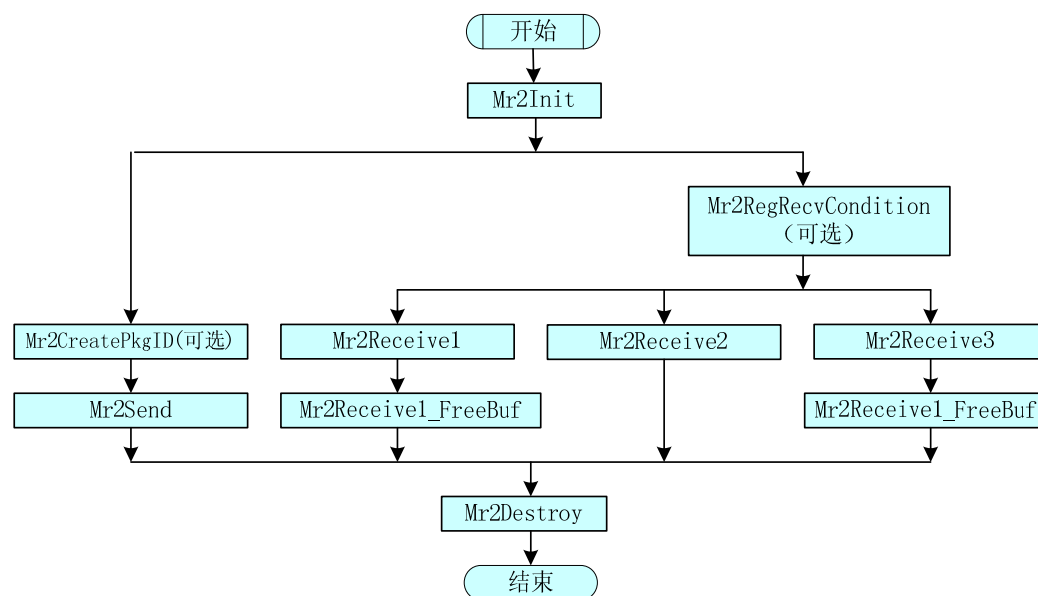 开始
Mr2Init
Mr2RegRecvCondition
（可选）
Mr2CreatePkgID(可选)
Mr2Receive1
Mr2Receive2
Mr2Receive3
Mr2Send
Mr2Receive1_FreeBuf
Mr2Receive1_FreeBuf
Mr2Destroy
结束